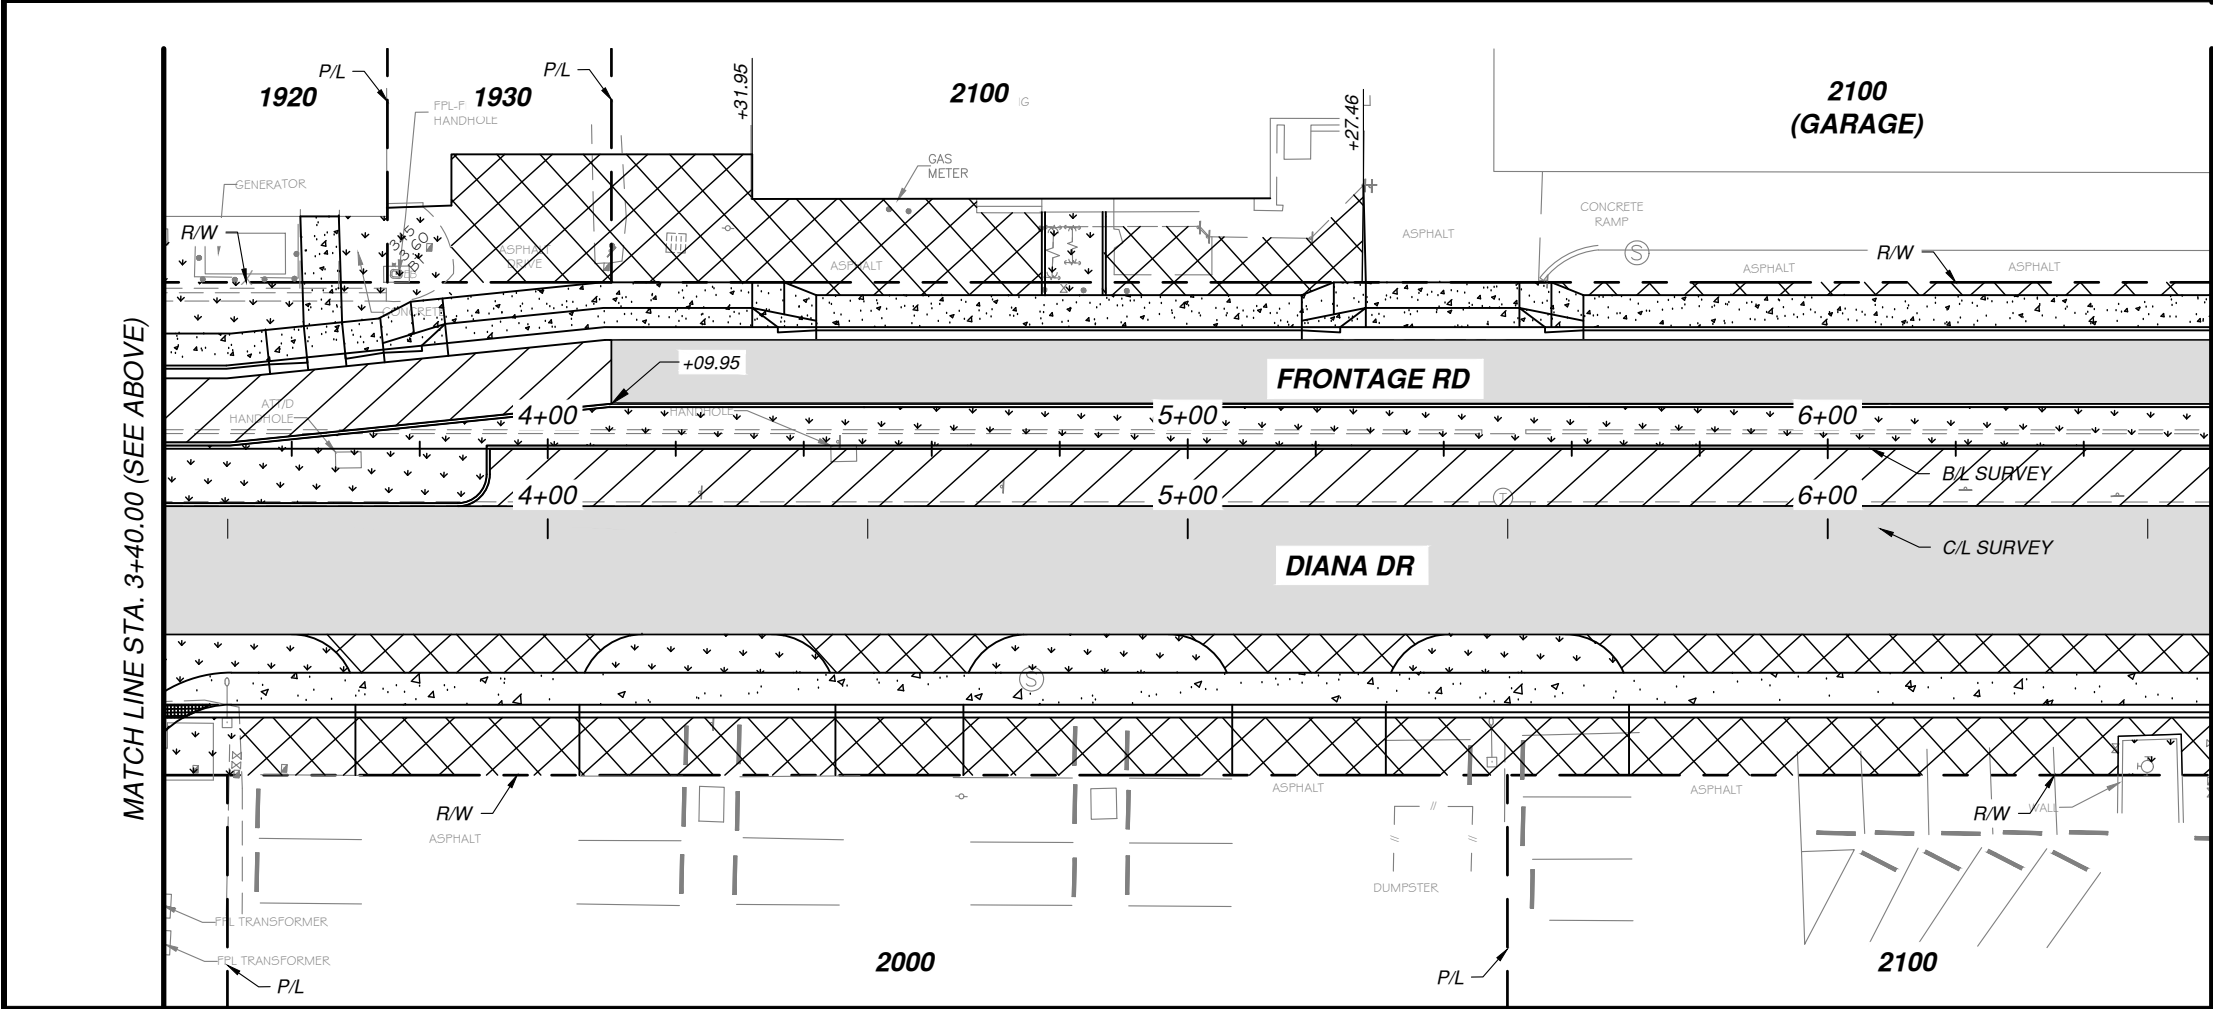 P/L
P/L
1920
1930
FPL-F
HANDHOLE
+31.95
2100
+27.46
2100
(GARAGE)
GAS
METER
GENERATOR
R/W
ASPHALT
DRIVE
ASPHALT
CONCRETE
ASPHALT
CONCRETE
RAMP
S
R/W
ASPHALT
ASPHALT
MATCH LINE STA. 3+40.00 (SEE ABOVE)
+09.95
FRONTAGE RD
ATT/D
HANDHOLE
HANDHOLE
4+00
5+00
6+00
B/L SURVEY
4+00
5+00
T
6+00
C/L SURVEY
DIANA DR
S
R/W
ASPHALT
ASPHALT
ASPHALT
R/W
WALL
DUMPSTER
FPL TRANSFORMER
FPL TRANSFORMER
P/L
2000
P/L
2100